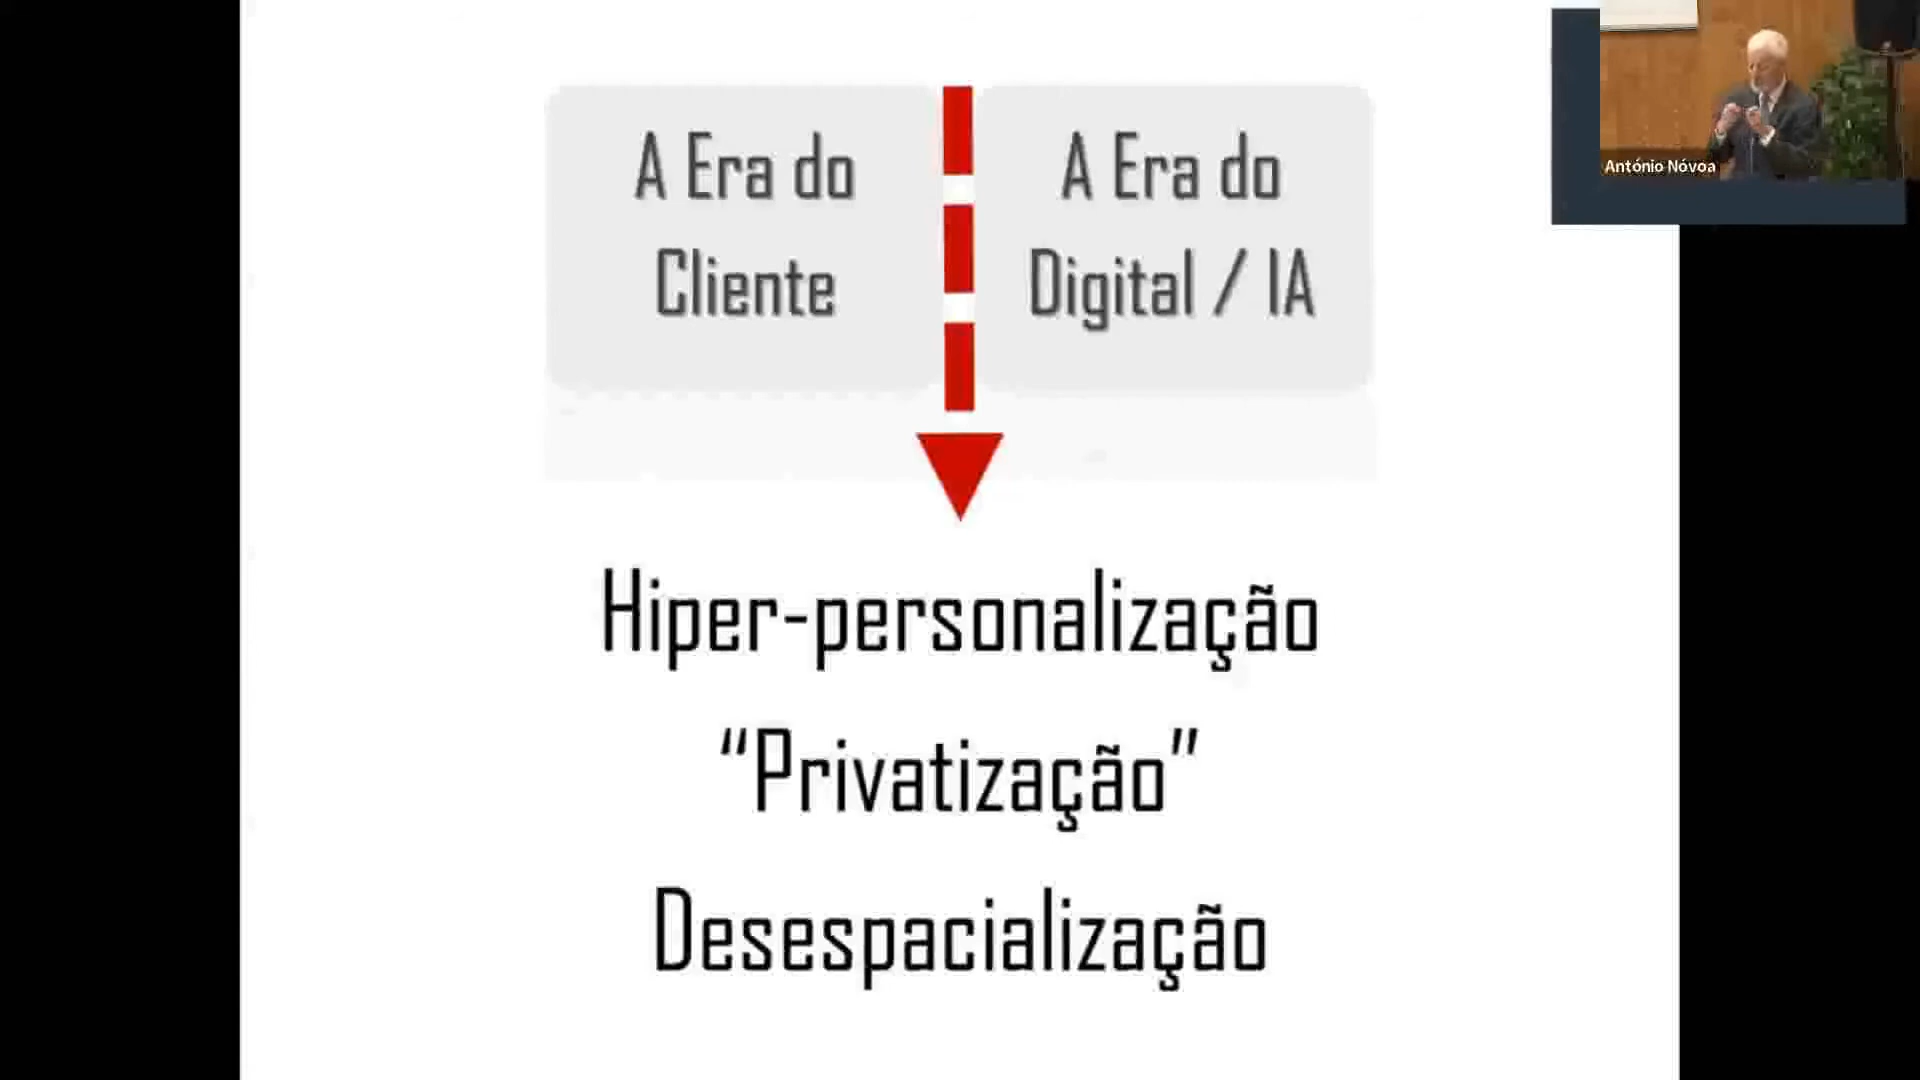 A Era do
Cliente
A Era do
Digital / IA
Hiper-personalização
“Privatização”
Desespacialização
António Nóvoa